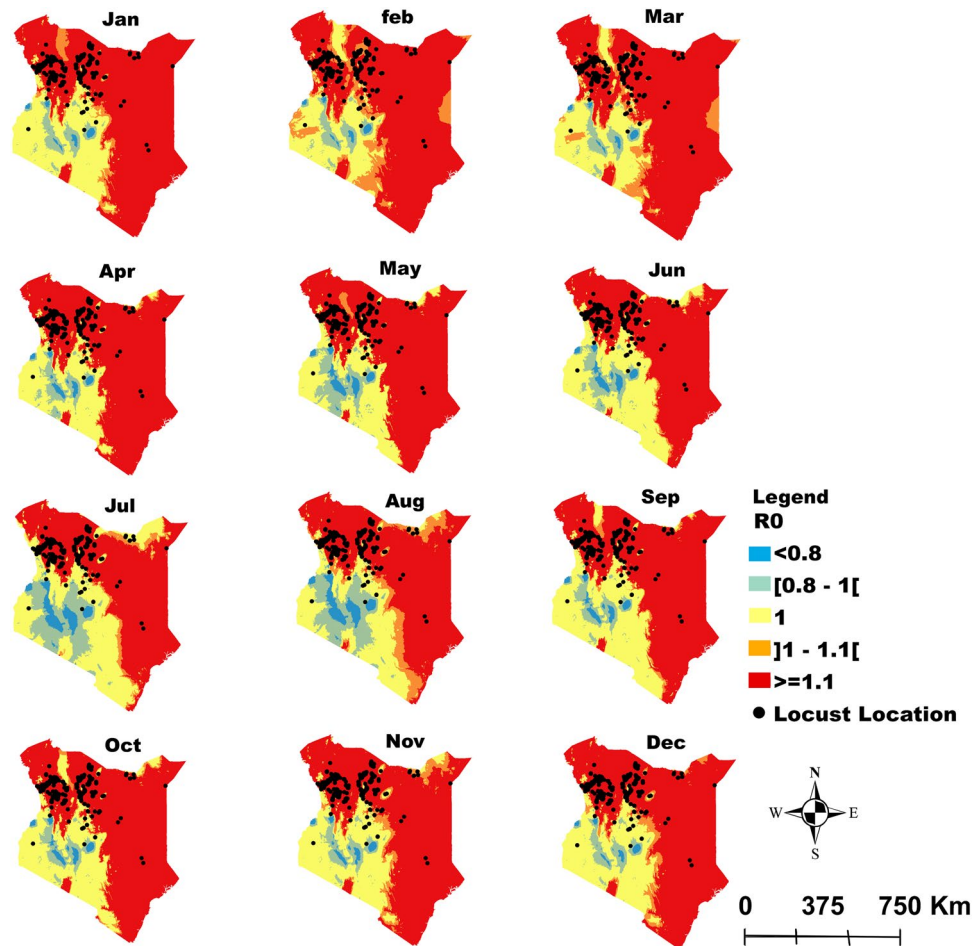 Jan
feb
Mar
Apr
May
Jun
Jul
Aug
Sep
Legend
R0
<0.8
[0.8 - 1[
1
]1 - 1.1[
>=1.1
Locust Location
Oct
Nov
Dec
N
W
E
S
0 375 750 Km